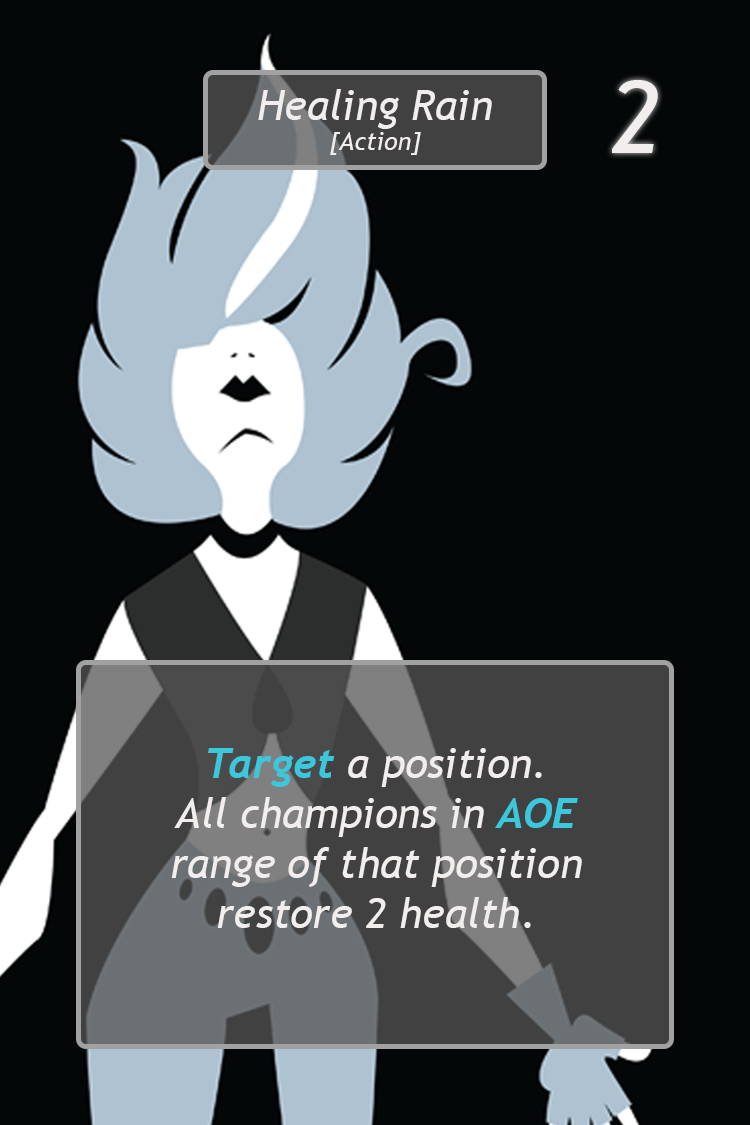 Healing Rain
[Action]
2
Target a position.
All champions in AOE
range of that position
restore 2 health.